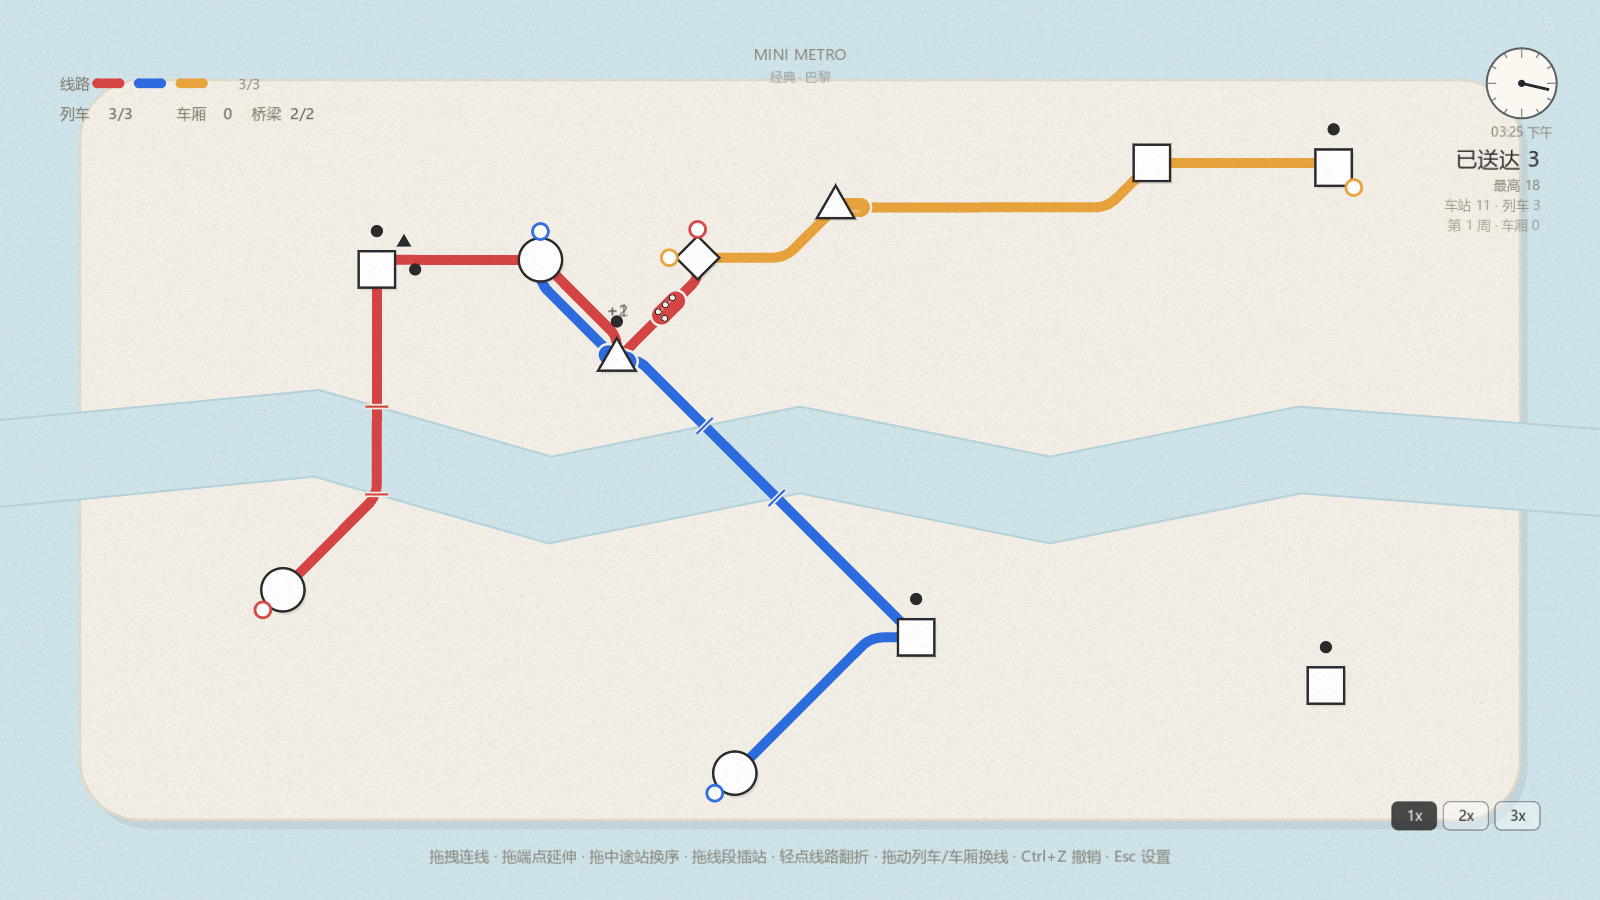 MINI METRO
经典 · 巴黎
线路 3/3
列车 3/3 车厢 0 桥梁 2/2
03:25 下午
已送达 3
最高 18
车站 11 · 列车 3
第 1 周 · 车厢 0
1x 2x 3x
拖拽连线 · 拖端点延伸 · 拖中途站换序 · 拖线段插站 · 轻点线路翻折 · 拖动列车/车厢换线 · Ctrl+Z 撤销 · Esc 设置